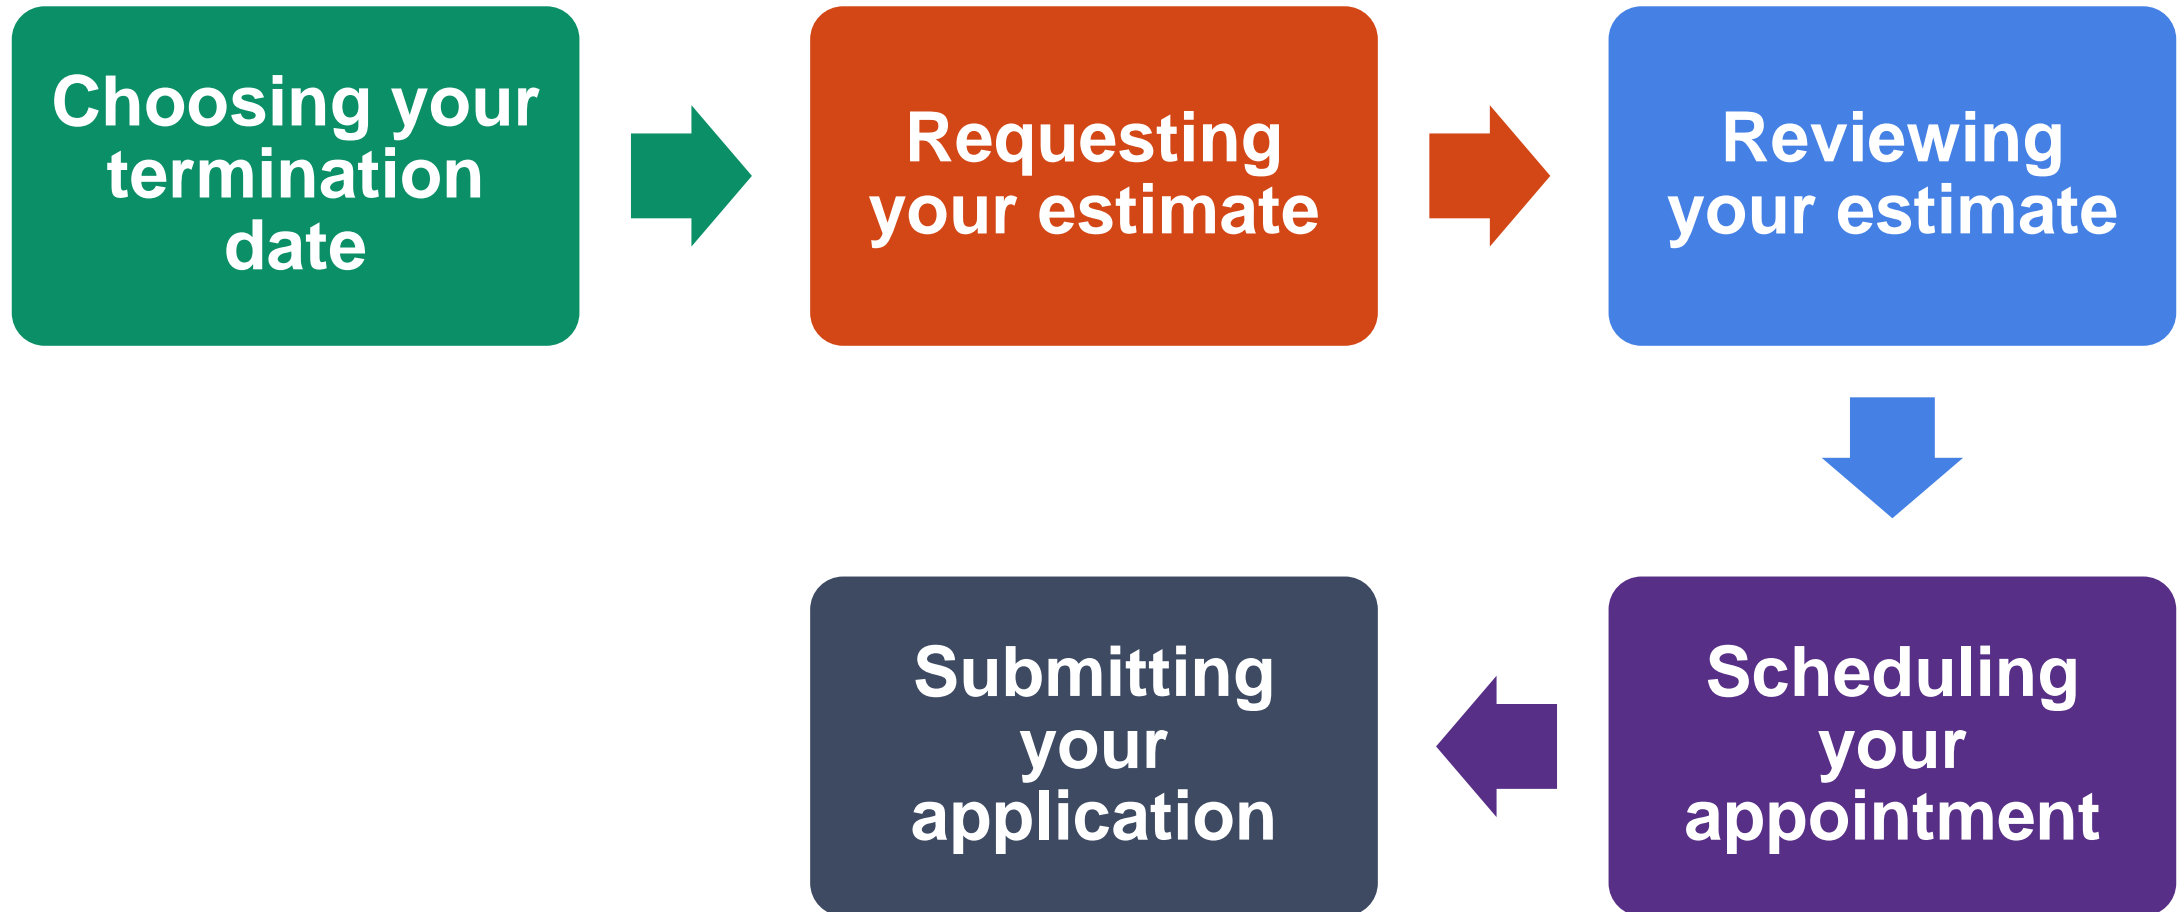 Choosing your
termination
date
Requesting
your estimate
Reviewing
your estimate
Scheduling
your
appointment
Submitting
your
application